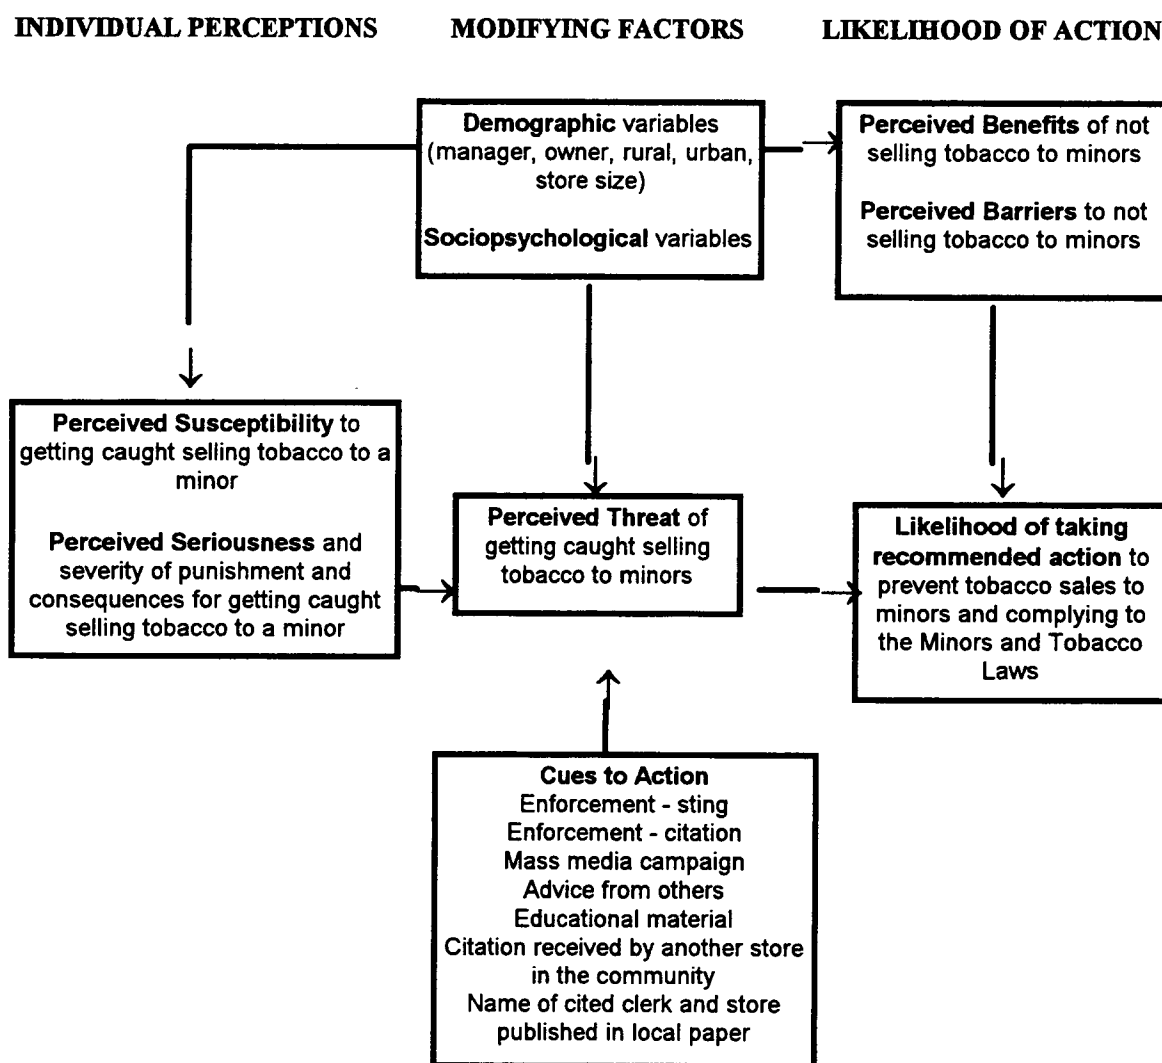 INDIVIDUAL PERCEPTIONS
MODIFYING FACTORS
LIKELIHOOD OF ACTION
Demographic variables
(manager, owner, rural, urban,
store size)
Sociopsychological variables
Perceived Benefits of not
selling tobacco to minors
Perceived Barriers to not
selling tobacco to minors
Perceived Susceptibility to
getting caught selling tobacco to a
minor
Perceived Seriousness and
severity of punishment and
consequences for getting caught
selling tobacco to a minor
Perceived Threat of
getting caught selling
tobacco to minors
Likelihood of taking
recommended action to
prevent tobacco sales to
minors and complying to
the Minors and Tobacco
Laws
Cues to Action
Enforcement - sting
Enforcement - citation
Mass media campaign
Advice from others
Educational material
Citation received by another store
in the community
Name of cited clerk and store
published in local paper